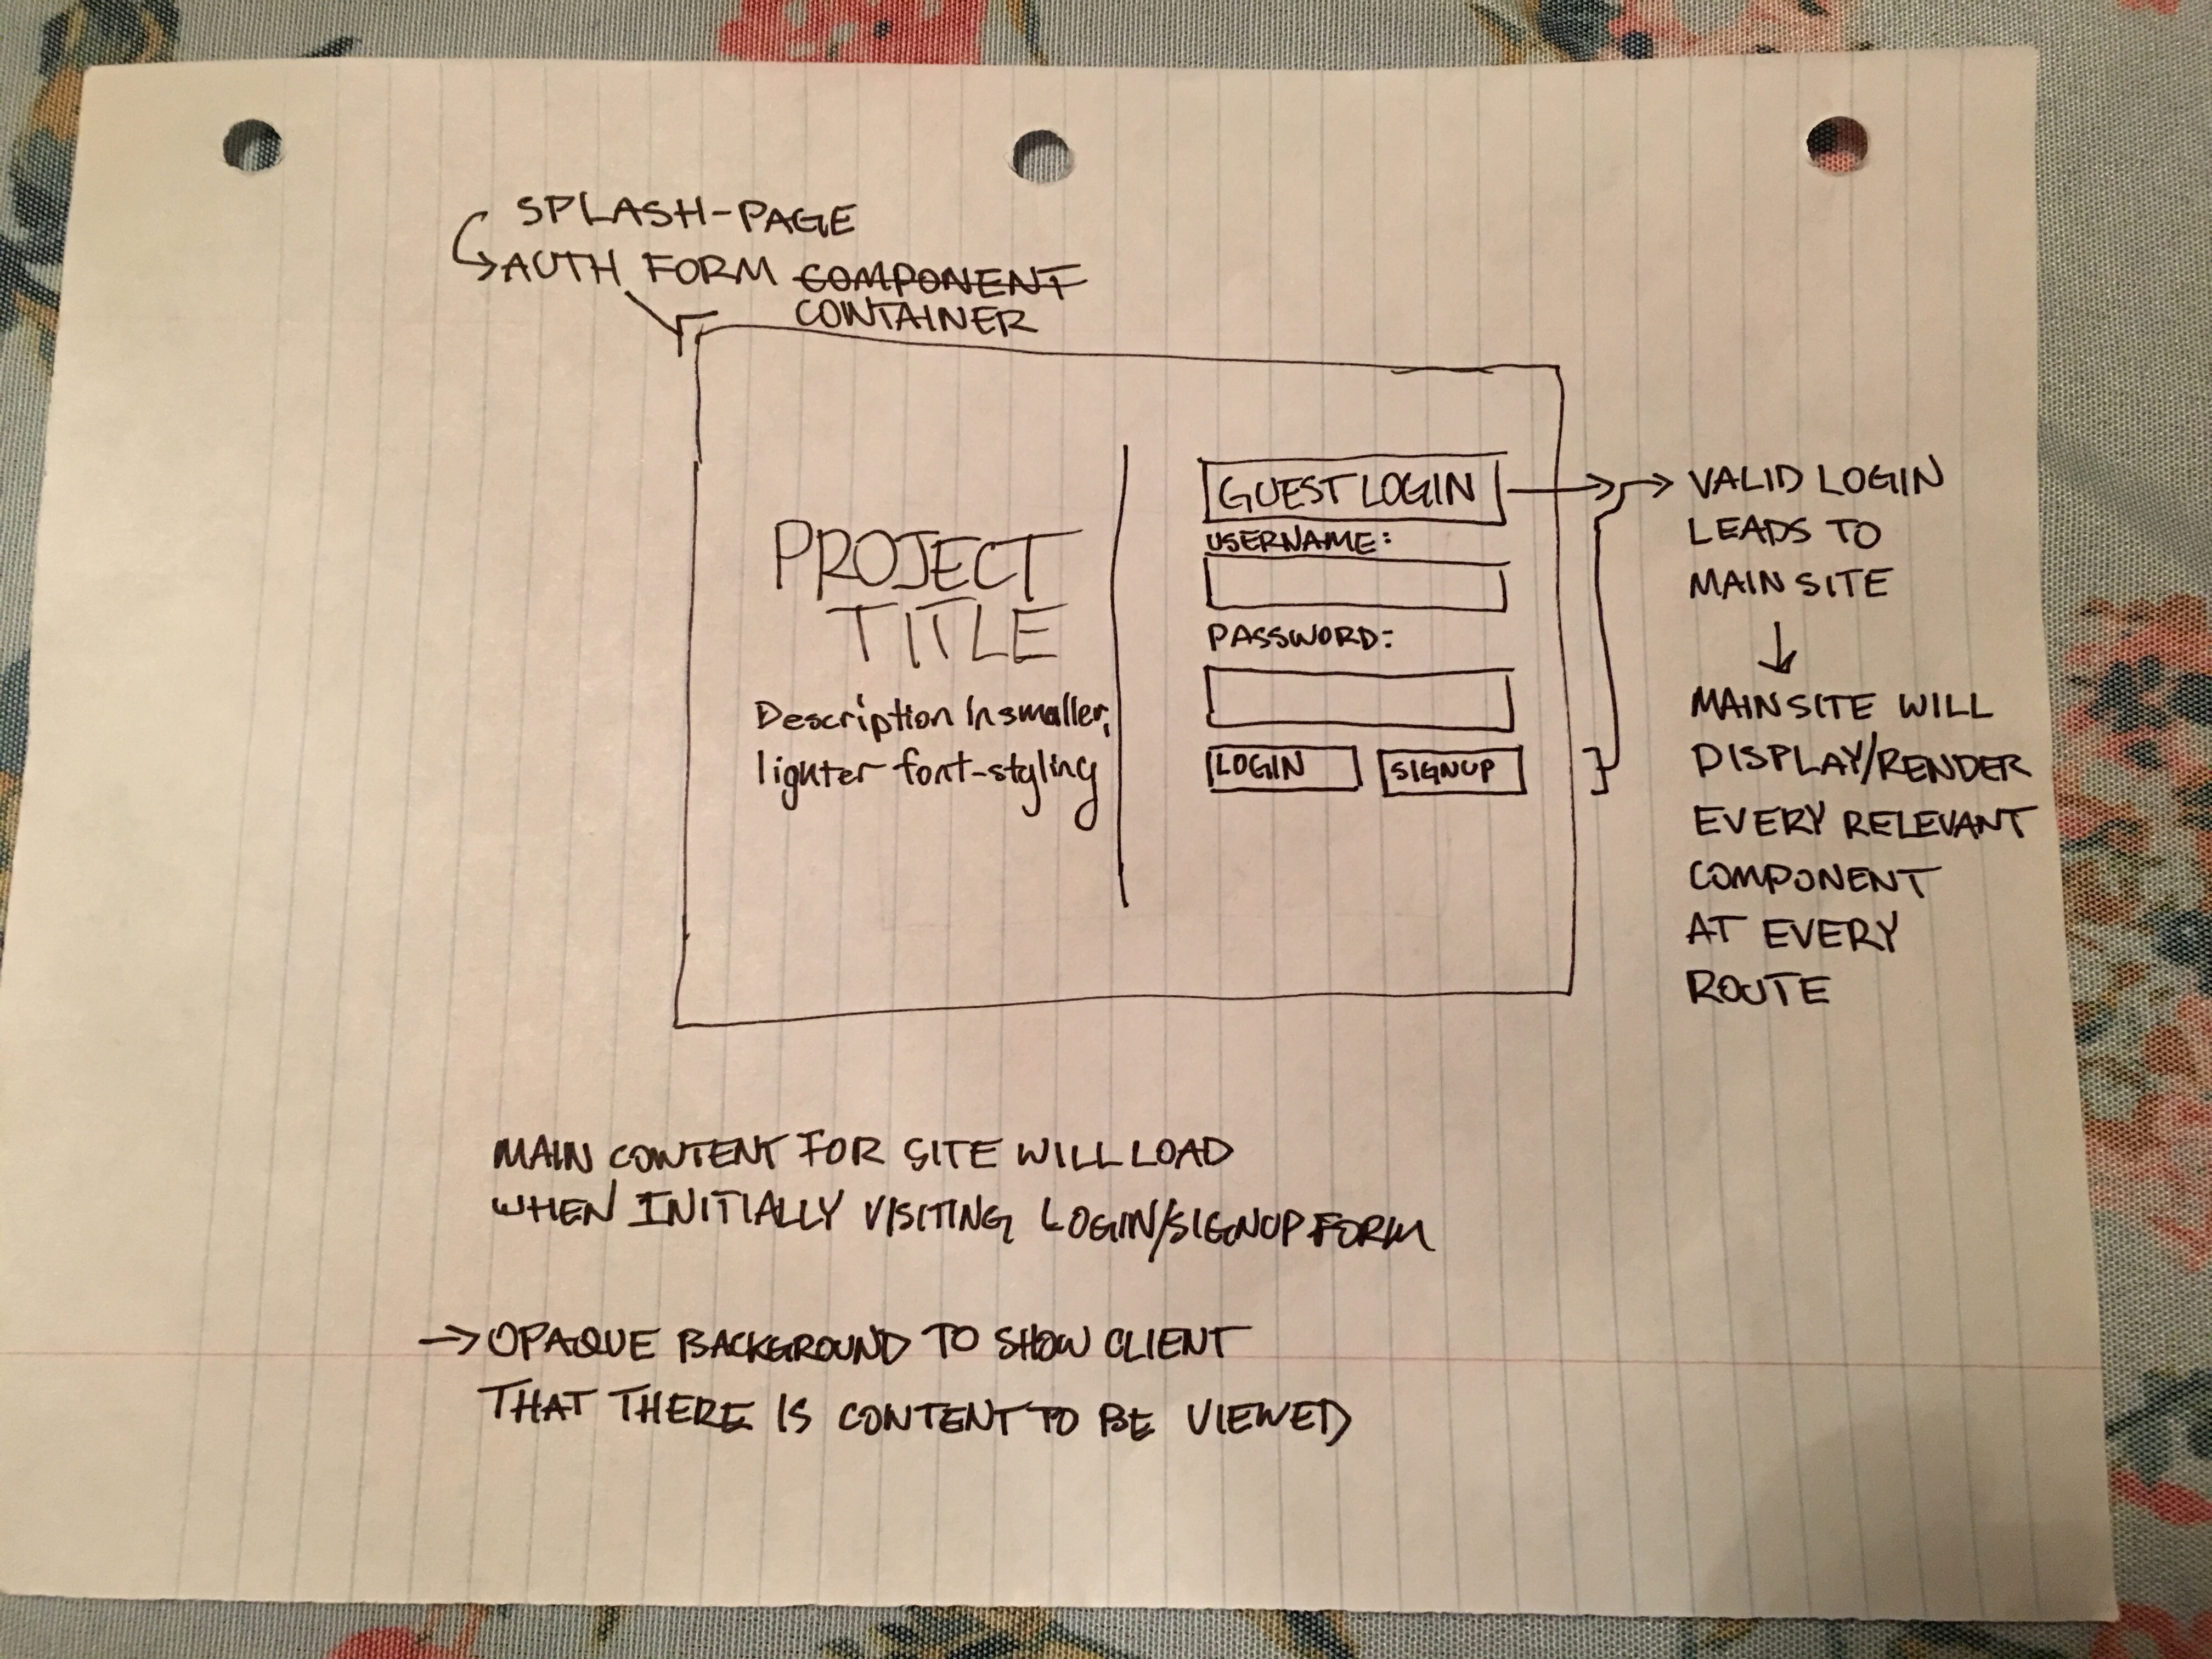 SPLASH-PAGE
AUTH FORM COMPONENT
CONTAINER
PROJECT
TITLE
Description in smaller,
lighter font-styling
GUEST LOGIN
USERNAME:
PASSWORD:
LOGIN
SIGNUP
VALID LOGIN
LEADS TO
MAIN SITE
MAIN SITE WILL
DISPLAY/RENDER
EVERY RELEVANT
COMPONENT
AT EVERY
ROUTE
MAIN CONTENT FOR SITE WILL LOAD
WHEN INITIALLY VISITING LOGIN/SIGNUP FORM
OPAQUE BACKGROUND TO SHOW CLIENT
THAT THERE IS CONTENT TO BE VIEWED